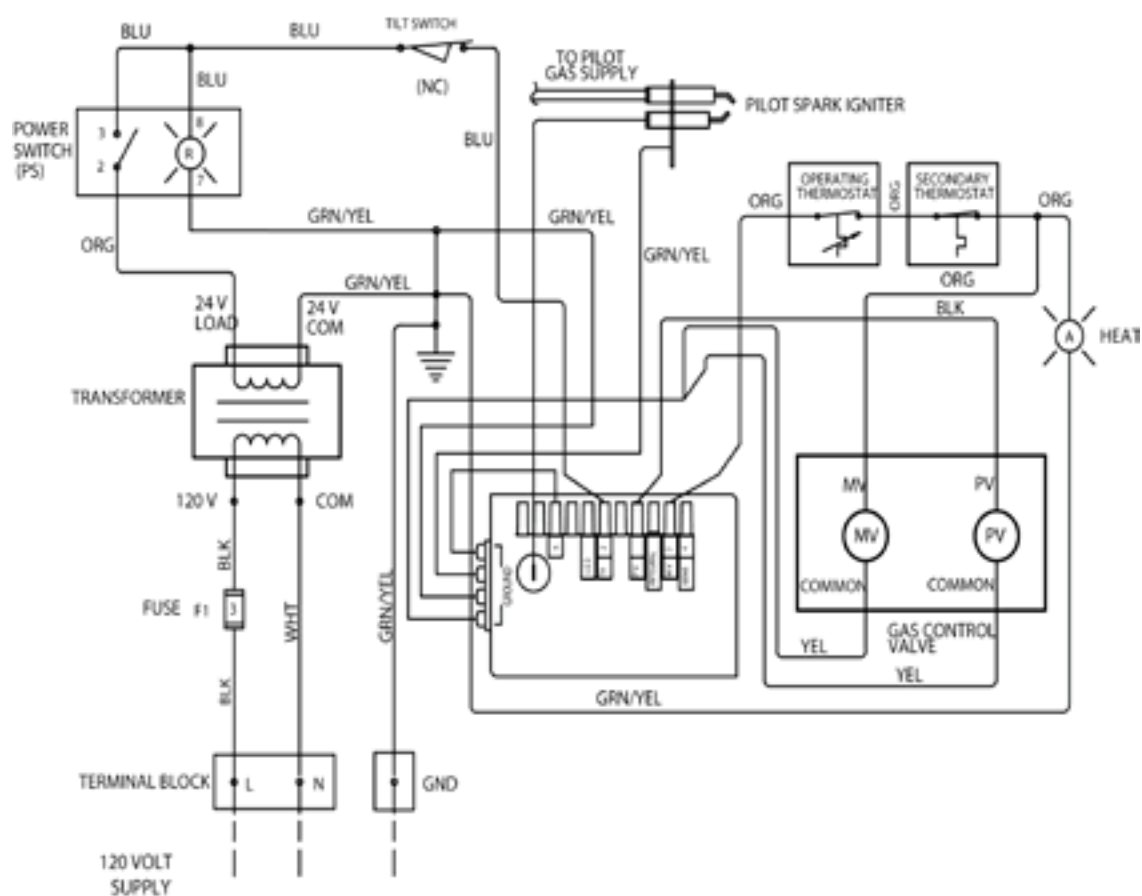 BLU
BLU
TILT SWITCH
(NC)
BLU
TO PILOT
GAS SUPPLY
PILOT SPARK IGNITER
BLU
POWER
SWITCH
(PS)
3
2
8
R
7
OPERATING
THERMOSTAT
SECONDARY
THERMOSTAT
ORG
ORG
ORG
GRN/YEL
GRN/YEL
GRN/YEL
ORG
ORG
GRN/YEL
24 V
LOAD
24 V
COM
BLK
A
HEAT
TRANSFORMER
120 V
COM
MV
PV
MV
PV
COMMON
COMMON
GROUND
BLK
FUSE
F1
3
WHT
GRN/YEL
GAS CONTROL
VALVE
YEL
YEL
BLK
GRN/YEL
TERMINAL BLOCK
L
N
GND
120 VOLT
SUPPLY